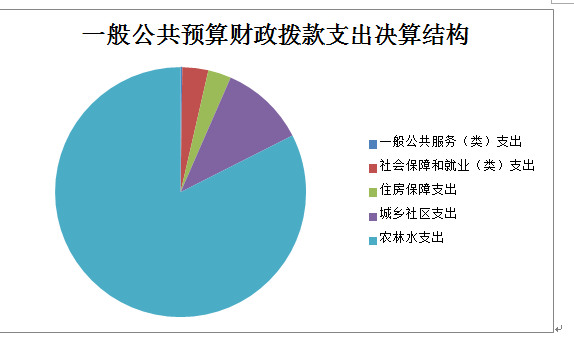 一般公共预算财政拨款支出决算结构
一般公共服务（类）支出
社会保障和就业（类）支出
住房保障支出
城乡社区支出
农林水支出